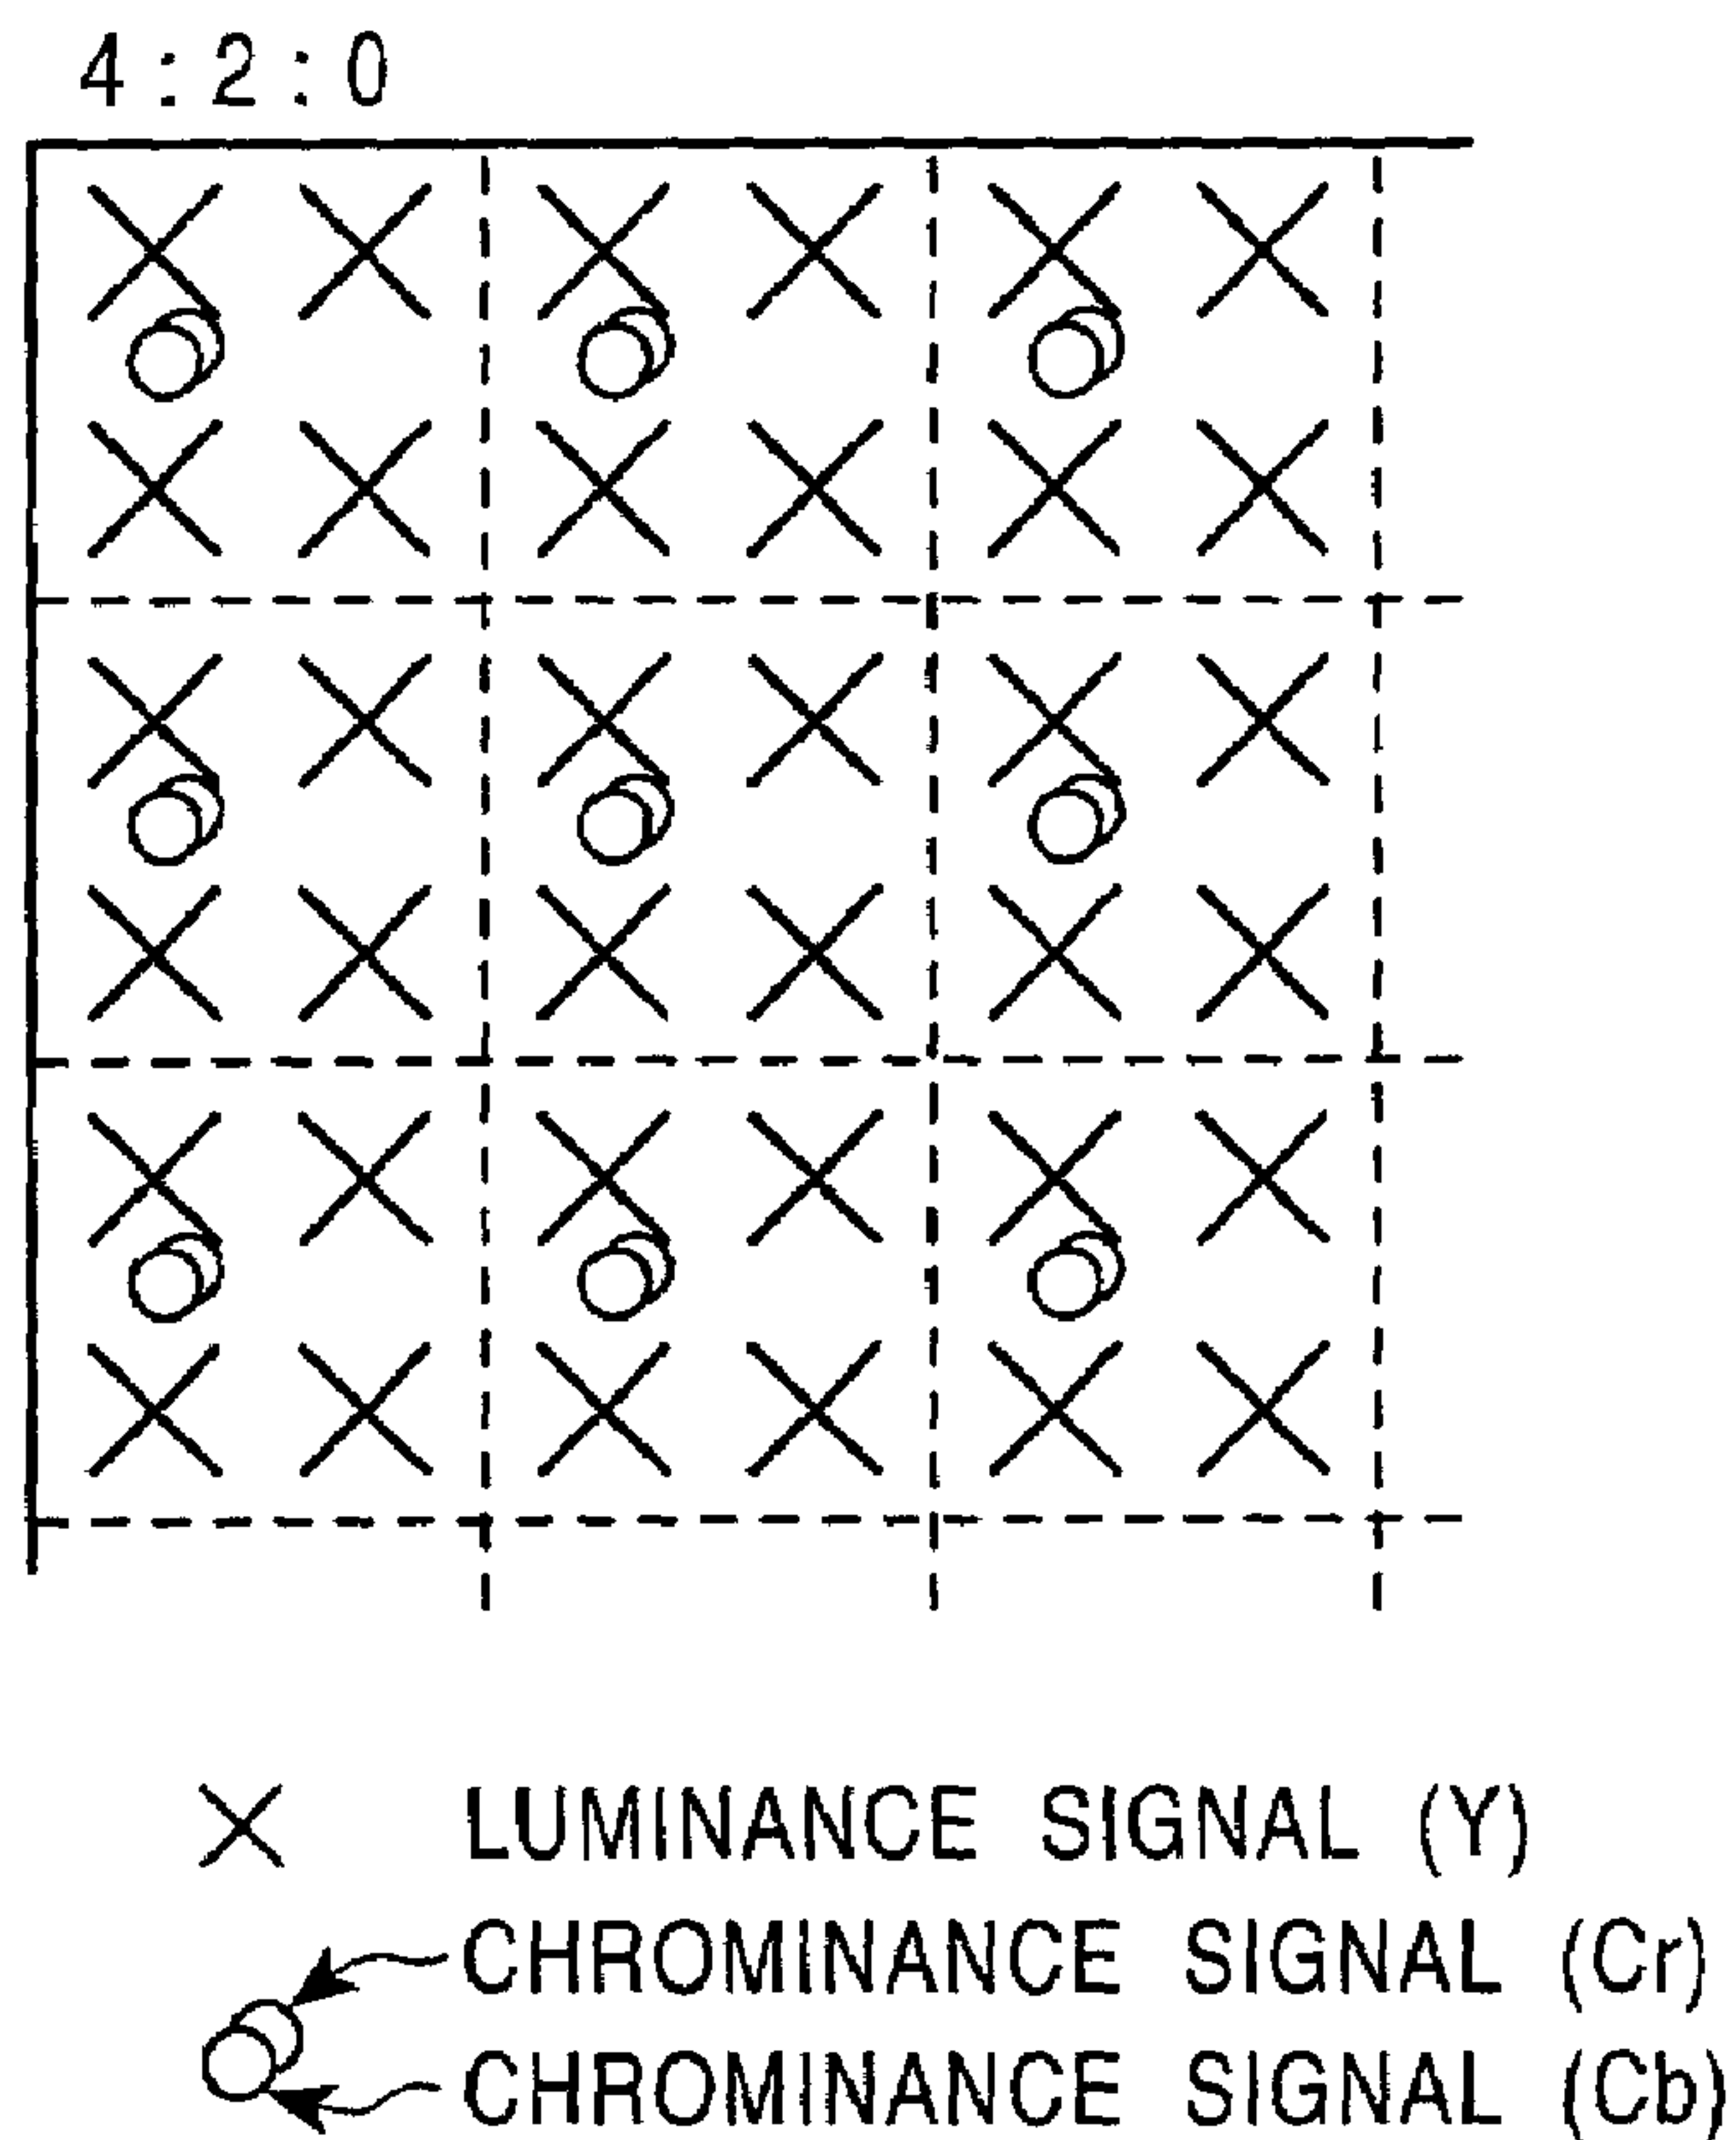 4:2:0
LUMINANCE SIGNAL (Y)
CHROMINANCE SIGNAL (Cr)
CHROMINANCE SIGNAL (Cb)